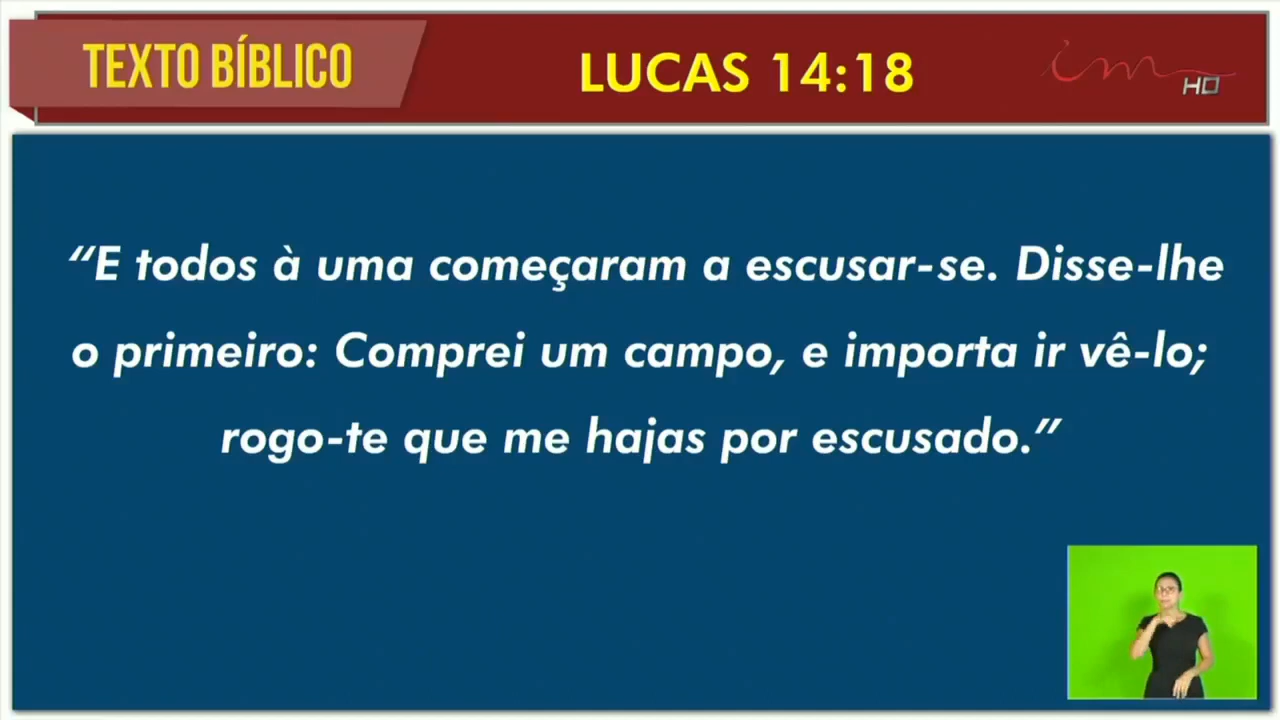 TEXTO BÍBLICO
LUCAS 14:18
im
HD
“E todos à uma começaram a escusar-se. Disse-lhe
o primeiro: Comprei um campo, e importa ir vê-lo;
rogo-te que me hajas por escusado.”